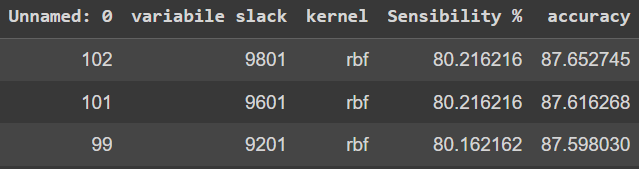 Unnamed: 0 variabile slack kernel Sensibility % accuracy
102 9801 rbf 80.216216 87.652745
101 9601 rbf 80.216216 87.616268
99 9201 rbf 80.162162 87.598030